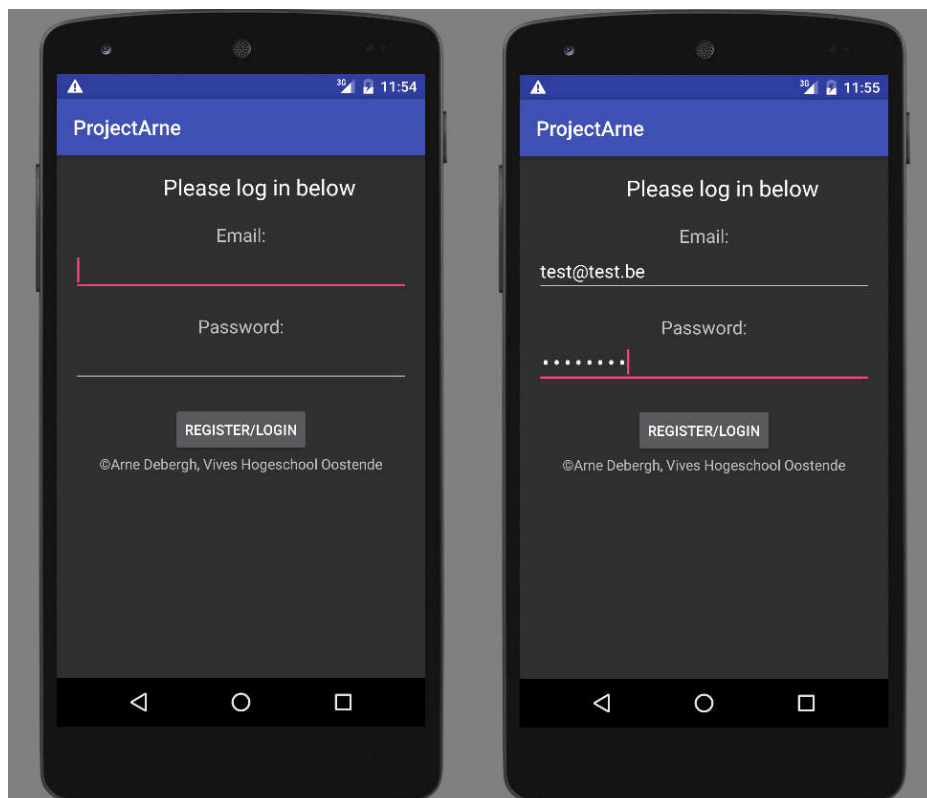 3G 11:54
ProjectArne
Please log in below
Email:
Password:
REGISTER/LOGIN
©Arne Debergh, Vives Hogeschool Oostende
3G 11:55
ProjectArne
Please log in below
Email:
test@test.be
Password:
••••••••
REGISTER/LOGIN
©Arne Debergh, Vives Hogeschool Oostende